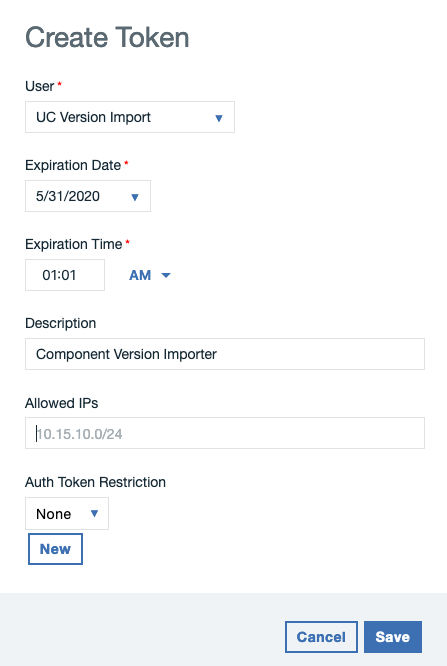 Create Token
User *
UC Version Import
Expiration Date *
5/31/2020
Expiration Time *
01:01 AM
Description
Component Version Importer
Allowed IPs
10.15.10.0/24
Auth Token Restriction
None
New
Cancel Save